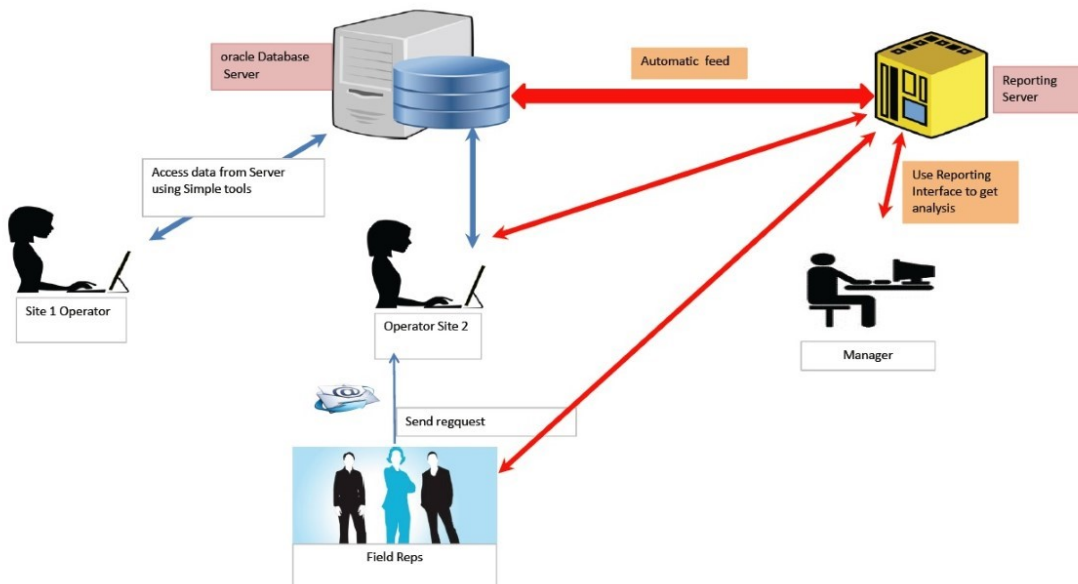 oracle Database
Server
Automatic feed
Reporting
Server
Access data from Server
using Simple tools
Use Reporting
Interface to get
analysis
Site 1 Operator
Operator Site 2
Manager
@
Send regquest
Field Reps